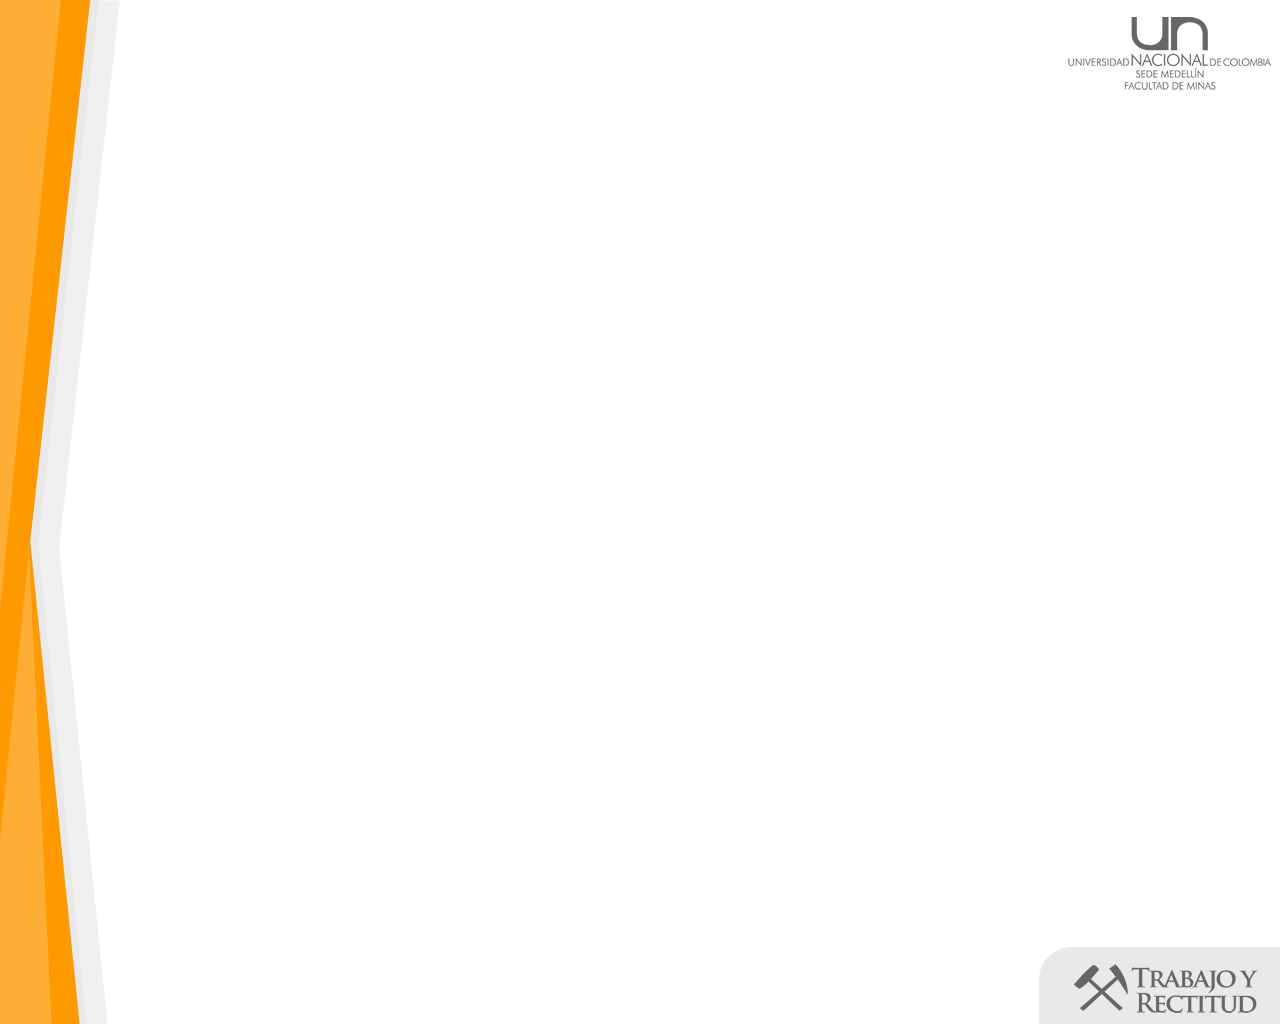 un
UNIVERSIDAD NACIONAL DE COLOMBIA
SEDE MEDELLÍN
FACULTAD DE MINAS
TRABAJO Y
RECTITUD